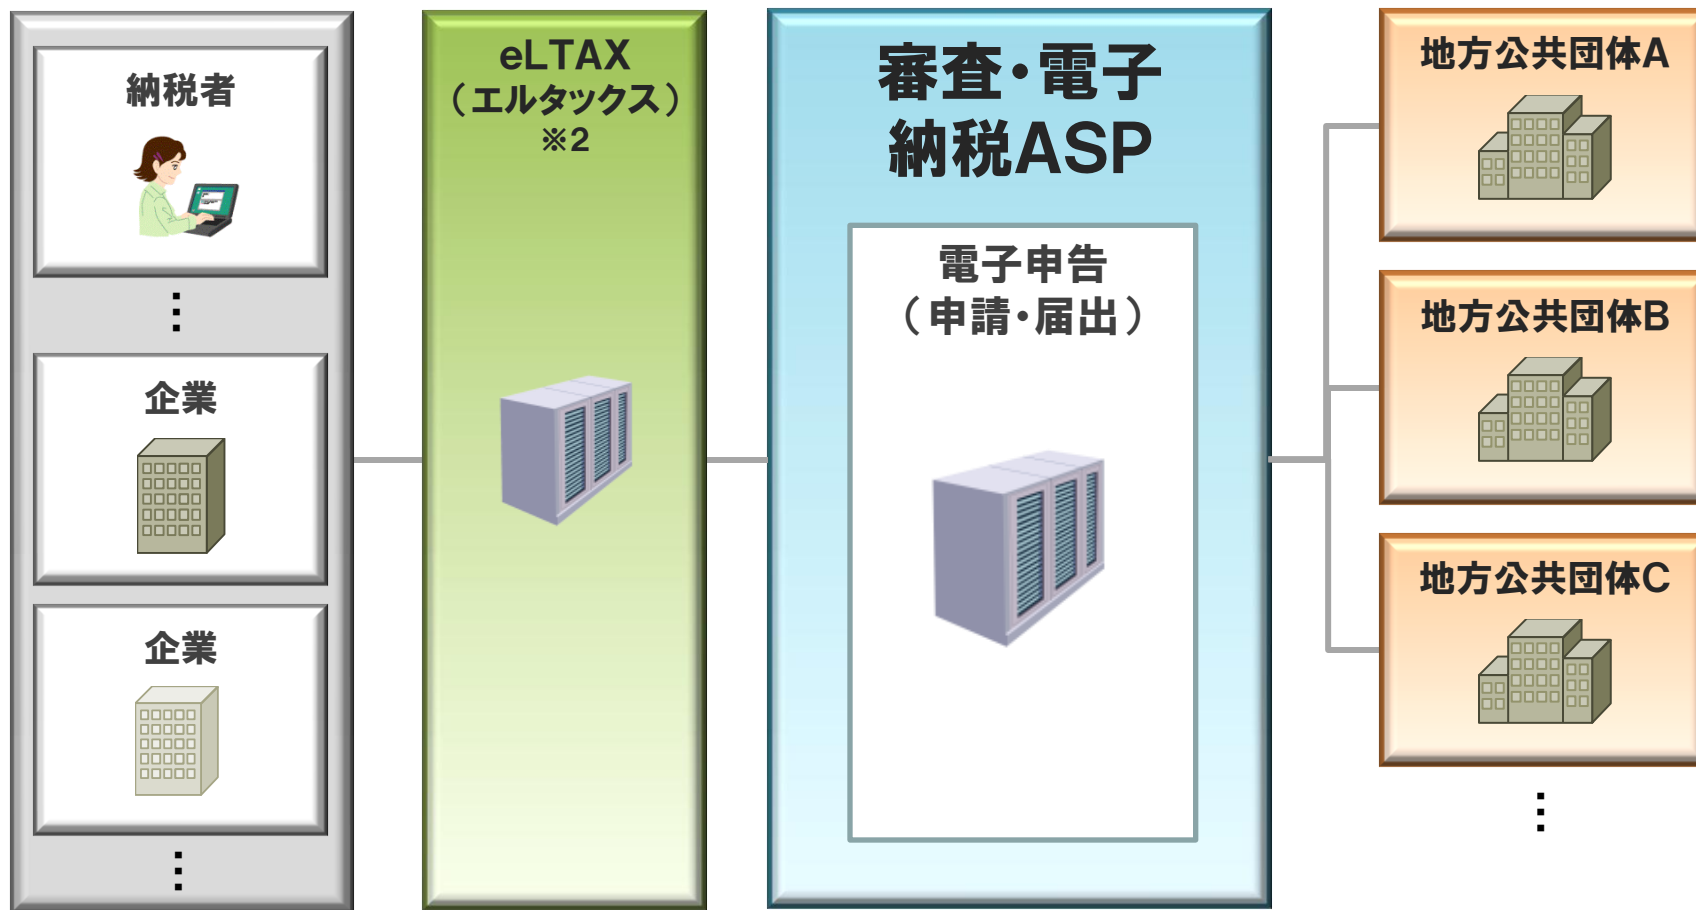 納税者
⋮
企業
企業
⋮
eLTAX
（エルタックス）
※2
審査・電子
納税ASP
電子申告
（申請・届出）
地方公共団体A
地方公共団体B
地方公共団体C
⋮